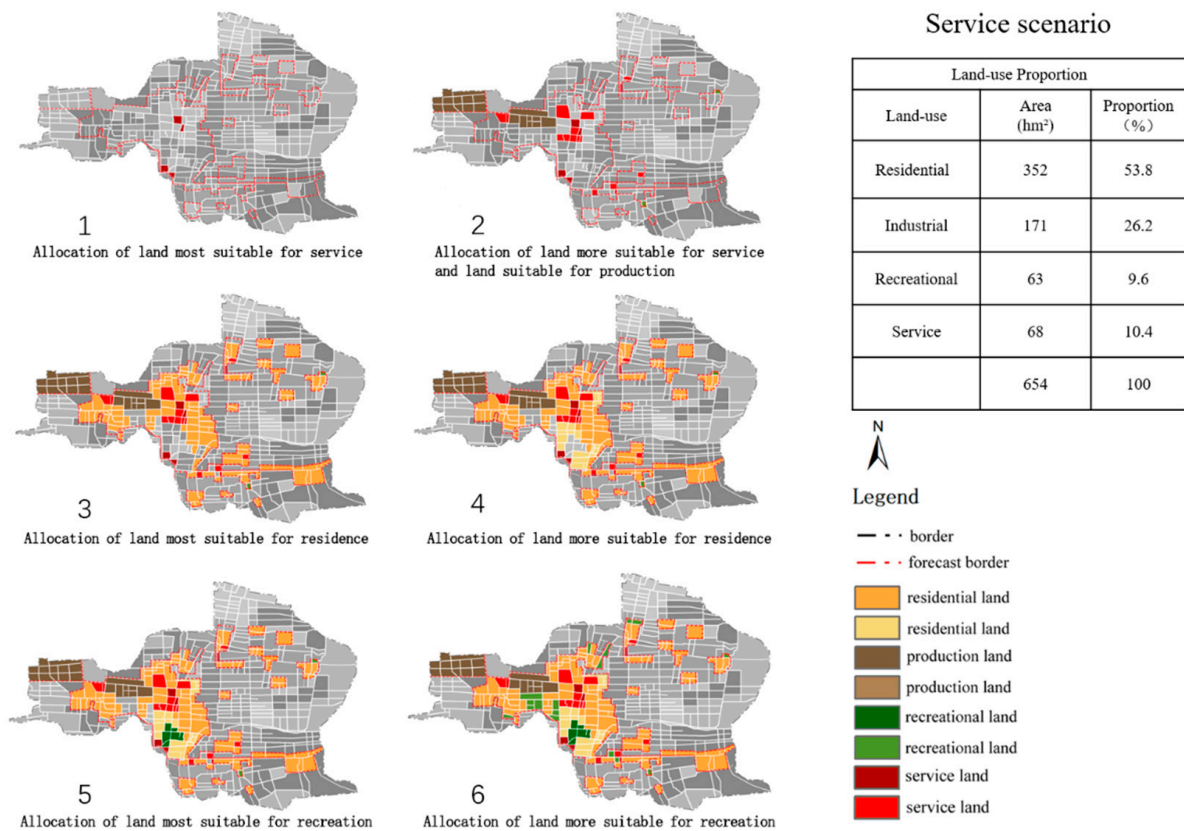 1
Allocation of land most suitable for service
2
Allocation of land more suitable for service
and land suitable for production
3
Allocation of land most suitable for residence
4
Allocation of land more suitable for residence
5
Allocation of land most suitable for recreation
6
Allocation of land more suitable for recreation
Service scenario
Land-use Proportion
Land-use Area (hm²) Proportion (%)
Residential 352 53.8
Industrial 171 26.2
Recreational 63 9.6
Service 68 10.4
654 100
N
Legend
border
forecast border
residential land
residential land
production land
production land
recreational land
recreational land
service land
service land